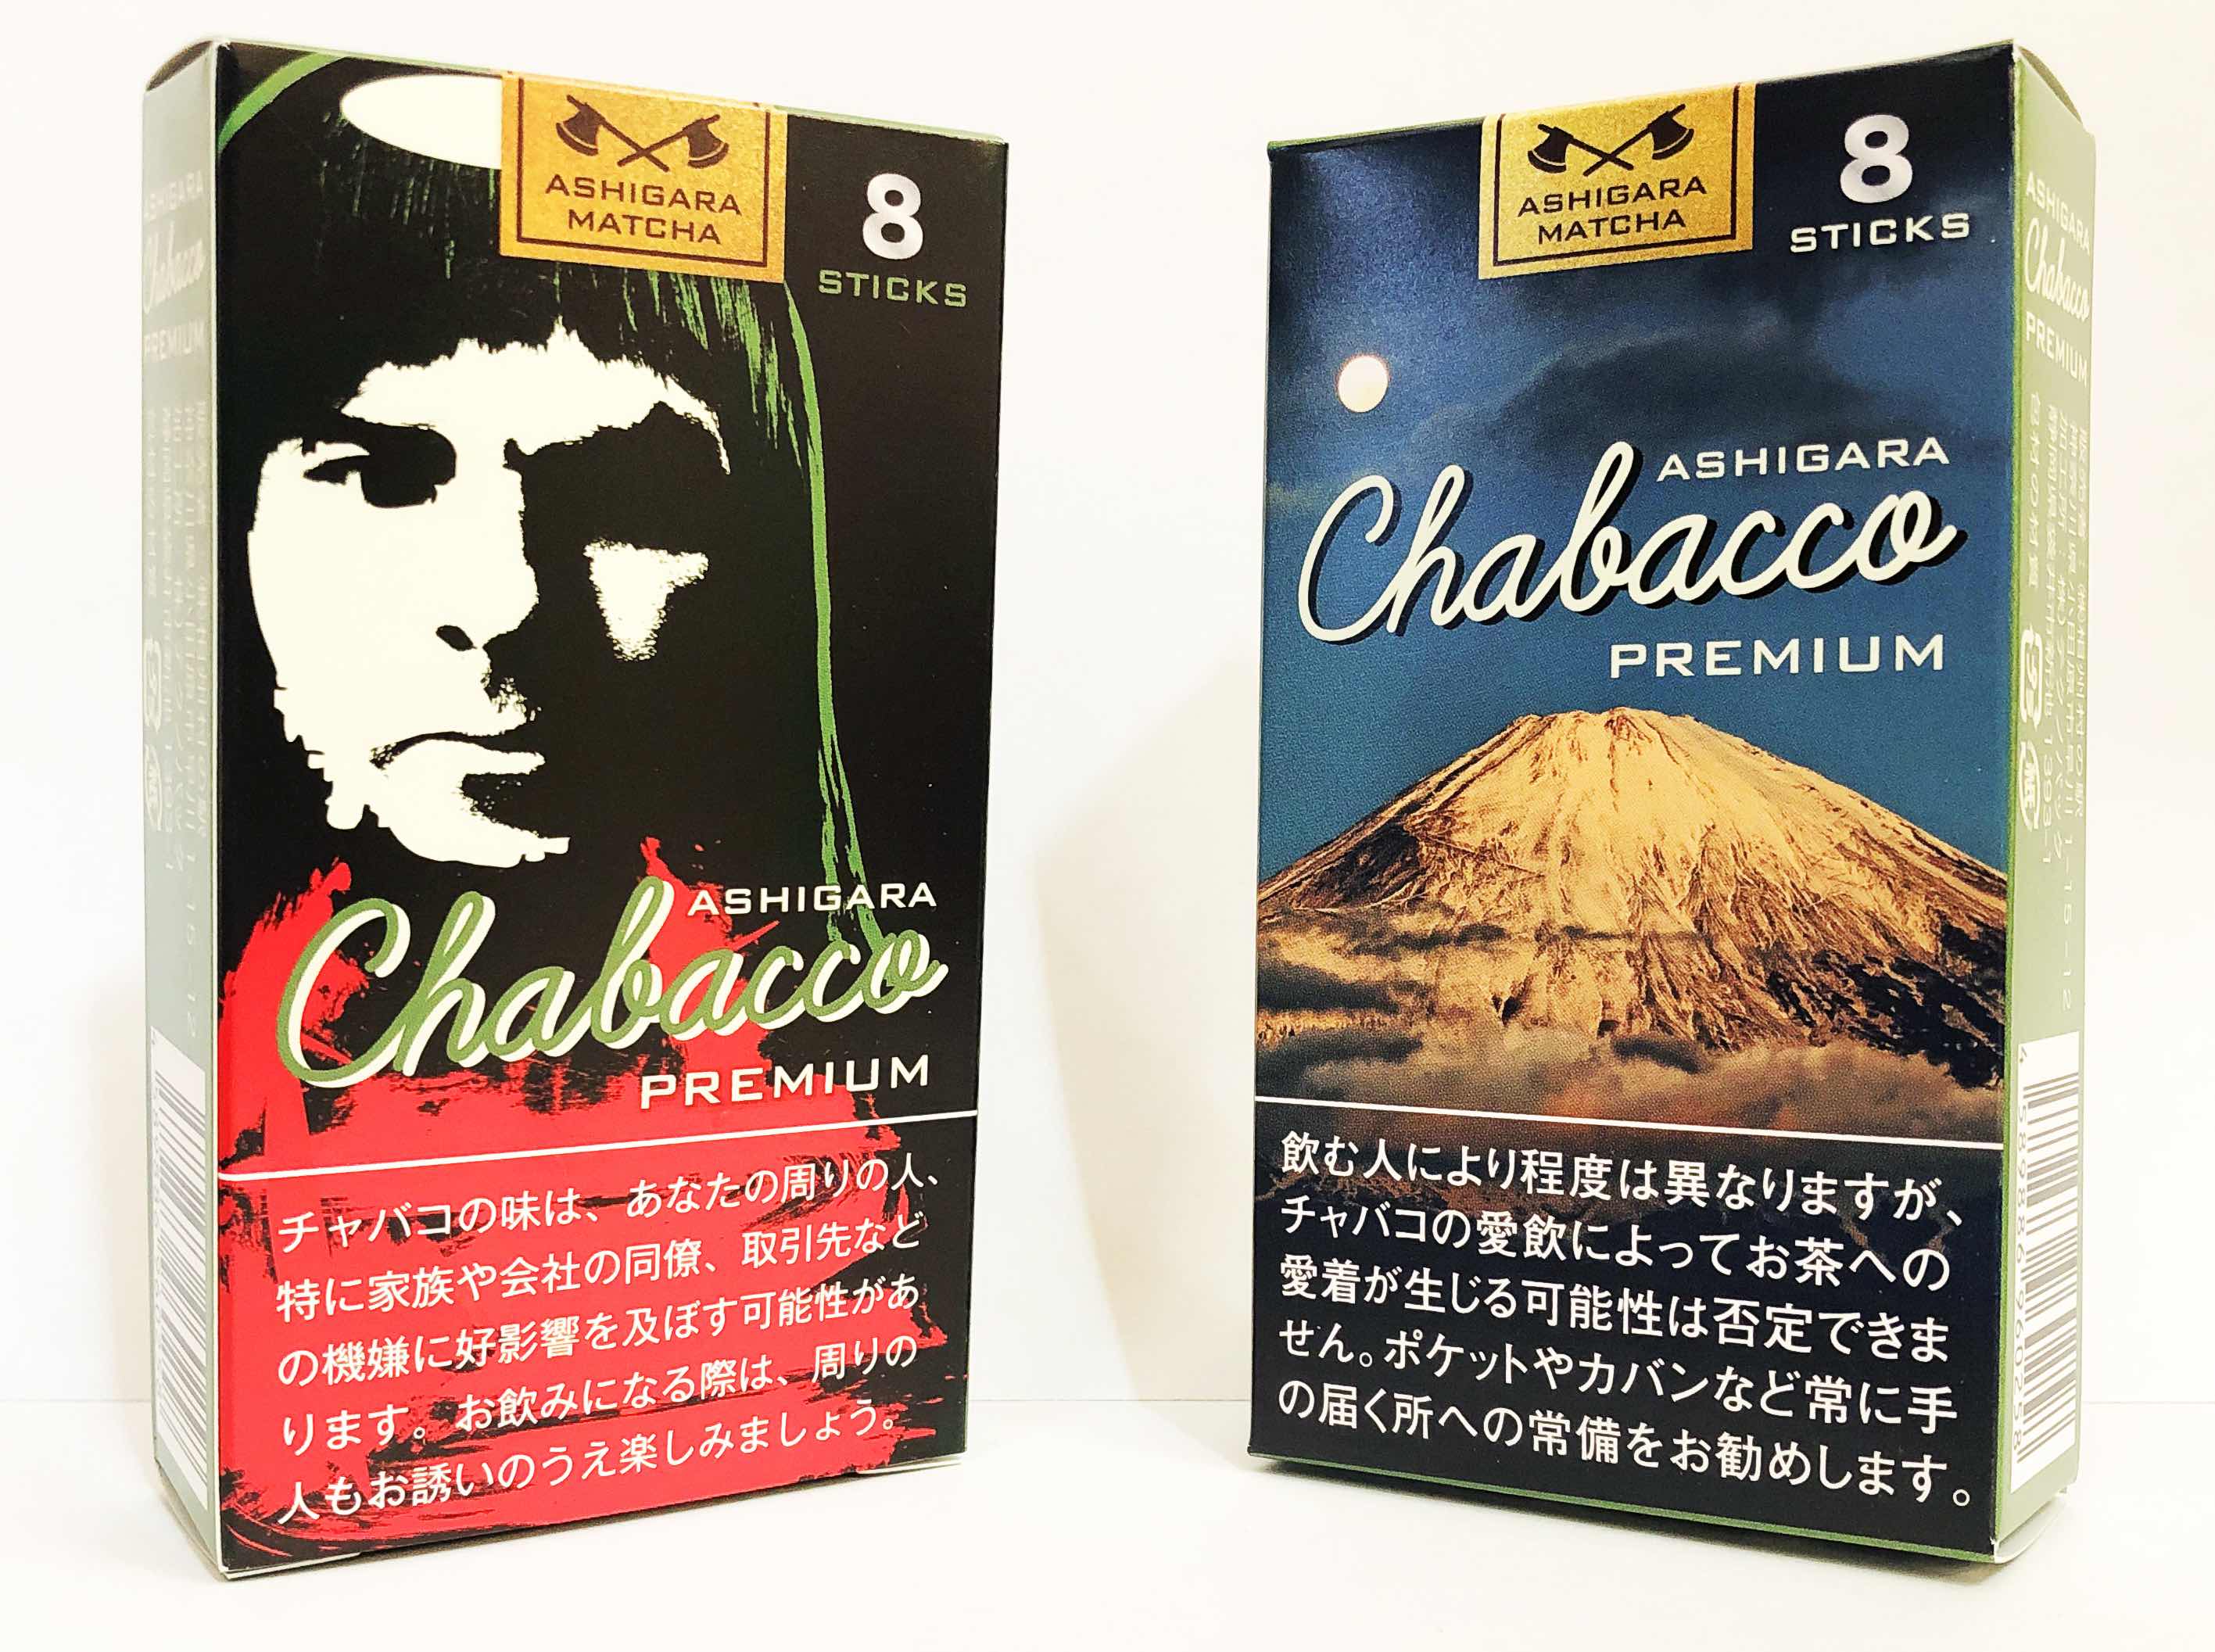 ASHIGARA
MATCHA
8
STICKS
ASHIGARA
Chabacco
PREMIUM
チャバコの味は、あなたの周りの人、
特に家族や会社の同僚、取引先など
の機嫌に好影響を及ぼす可能性があ
ります。お飲みになる際は、周りの
人もお誘いのうえ楽しみましょう。
ASHIGARA
Chabacco
PREMIUM
ASHIGARA
MATCHA
8
STICKS
ASHIGARA
Chabacco
PREMIUM
飲む人により程度は異なりますが、
チャバコの愛飲によってお茶への
愛着が生じる可能性は否定できま
せん。ポケットやカバンなど常に手
の届く所への常備をお勧めします。
ASHIGARA
Chabacco
PREMIUM